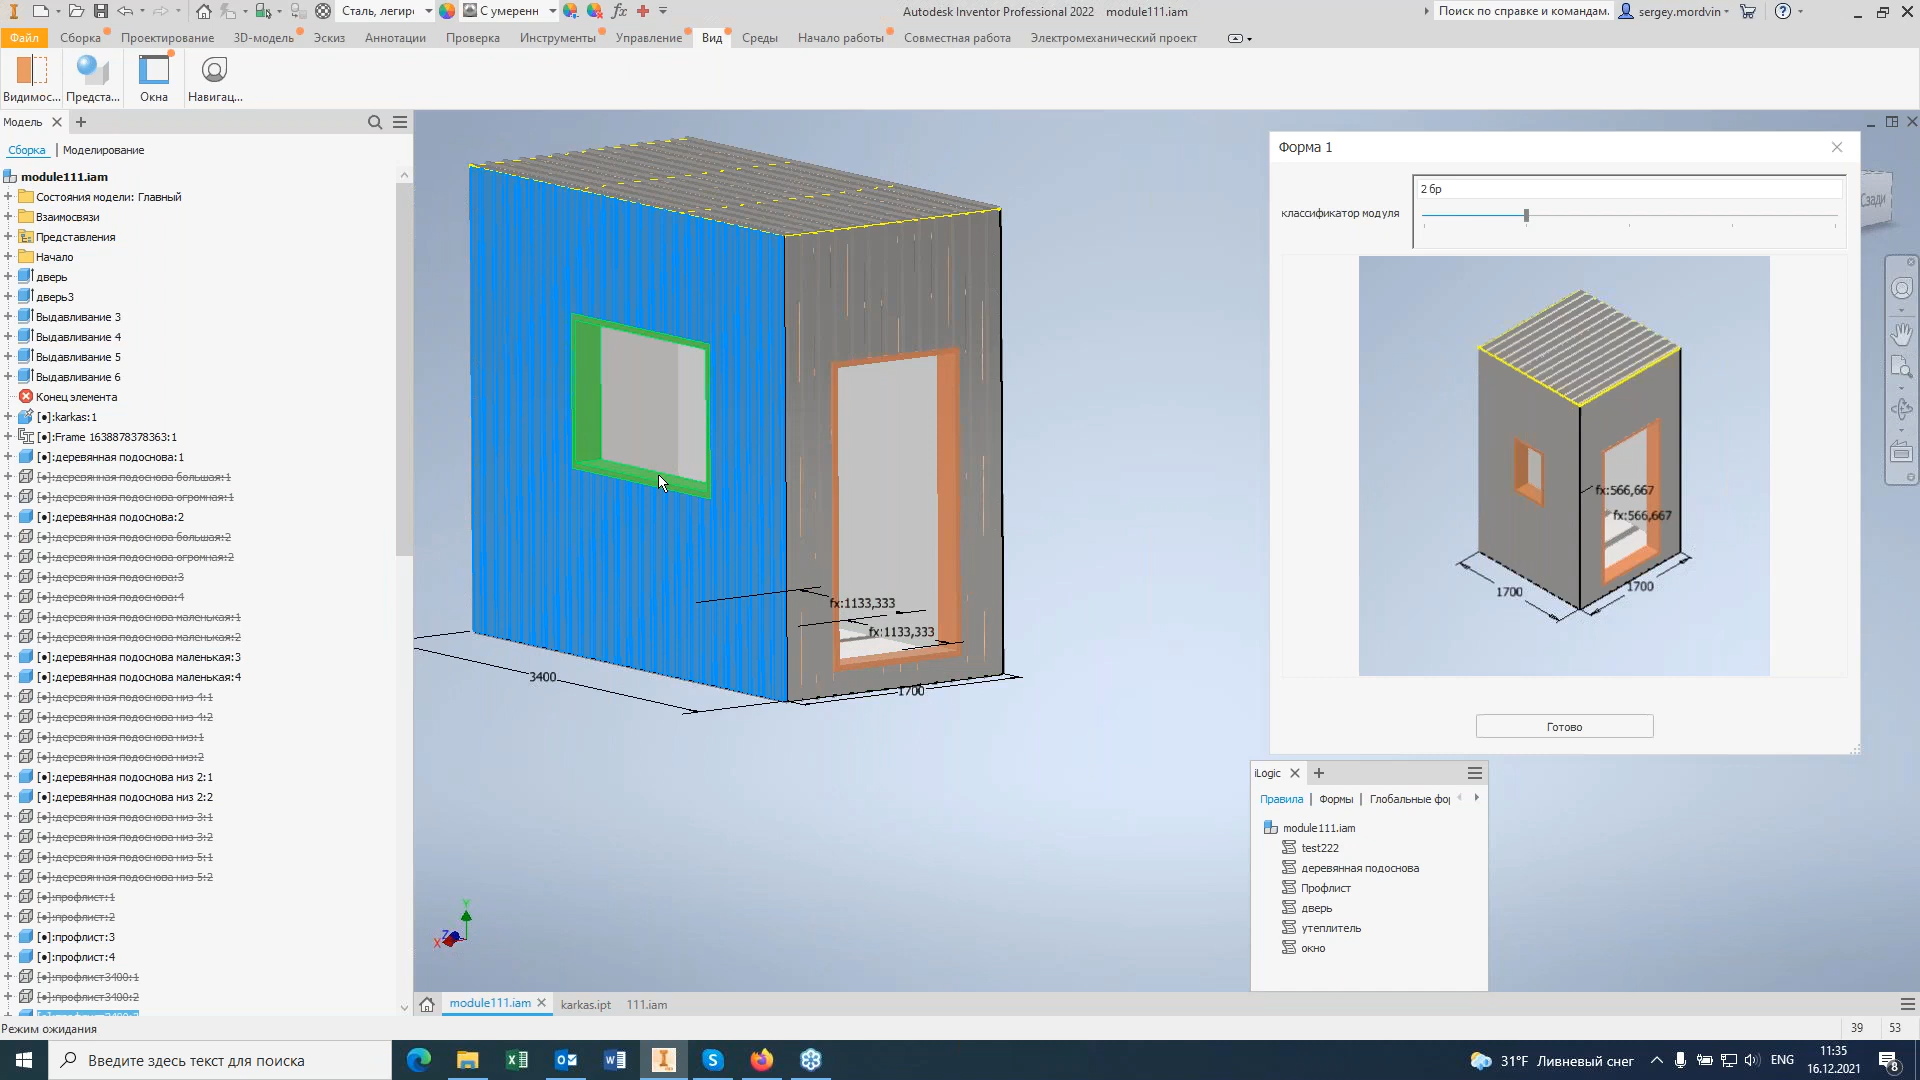 Сталь, легирс
С умеренн
fx
Autodesk Inventor Professional 2022 module111.iam
Поиск по справке и командам.
sergey.mordvin
Файл Сборка Проектирование 3D-модель Эскиз Аннотации Проверка Инструменты Управление Вид Среды Начало работы Совместная работа Электромеханический проект
Видимос... Предста... Окна Навигац...
Модель
Сборка | Моделирование
module111.iam
Состояния модели: Главный
Взаимосвязи
Представления
Начало
дверь
дверь3
Выдавливание 3
Выдавливание 4
Выдавливание 5
Выдавливание 6
Конец элемента
[•]:karkas:1
[•]:Frame 1638878378363:1
[•]:деревянная подоснова:1
[•]:деревянная подоснова большая:1
[•]:деревянная подоснова огромная:1
[•]:деревянная подоснова:2
[•]:деревянная подоснова большая:2
[•]:деревянная подоснова огромная:2
[•]:деревянная подоснова:3
[•]:деревянная подоснова:4
[•]:деревянная подоснова маленькая:1
[•]:деревянная подоснова маленькая:2
[•]:деревянная подоснова маленькая:3
[•]:деревянная подоснова маленькая:4
[•]:деревянная подоснова низ 4:1
[•]:деревянная подоснова низ 4:2
[•]:деревянная подоснова низ:1
[•]:деревянная подоснова низ:2
[•]:деревянная подоснова низ 2:1
[•]:деревянная подоснова низ 2:2
[•]:деревянная подоснова низ 3:1
[•]:деревянная подоснова низ 3:2
[•]:деревянная подоснова низ 5:1
[•]:деревянная подоснова низ 5:2
[•]:профлист:1
[•]:профлист:2
[•]:профлист:3
[•]:профлист:4
[•]:профлист3400:1
[•]:профлист3400:2
fx:1133,333
fx:1133,333
3400
1700
Y
Z
X
Сзади
Форма 1
2 бр
классификатор модуля
fx:566,667
fx:566,667
1700
1700
Готово
iLogic
Правила | Формы | Глобальные фор
module111.iam
test222
деревянная подоснова
Профлист
дверь
утеплитель
окно
module111.iam karkas.ipt 111.iam
Режим ожидания
39 53
Введите здесь текст для поиска
31°F Ливневый снег
ENG
11:35
16.12.2021
8